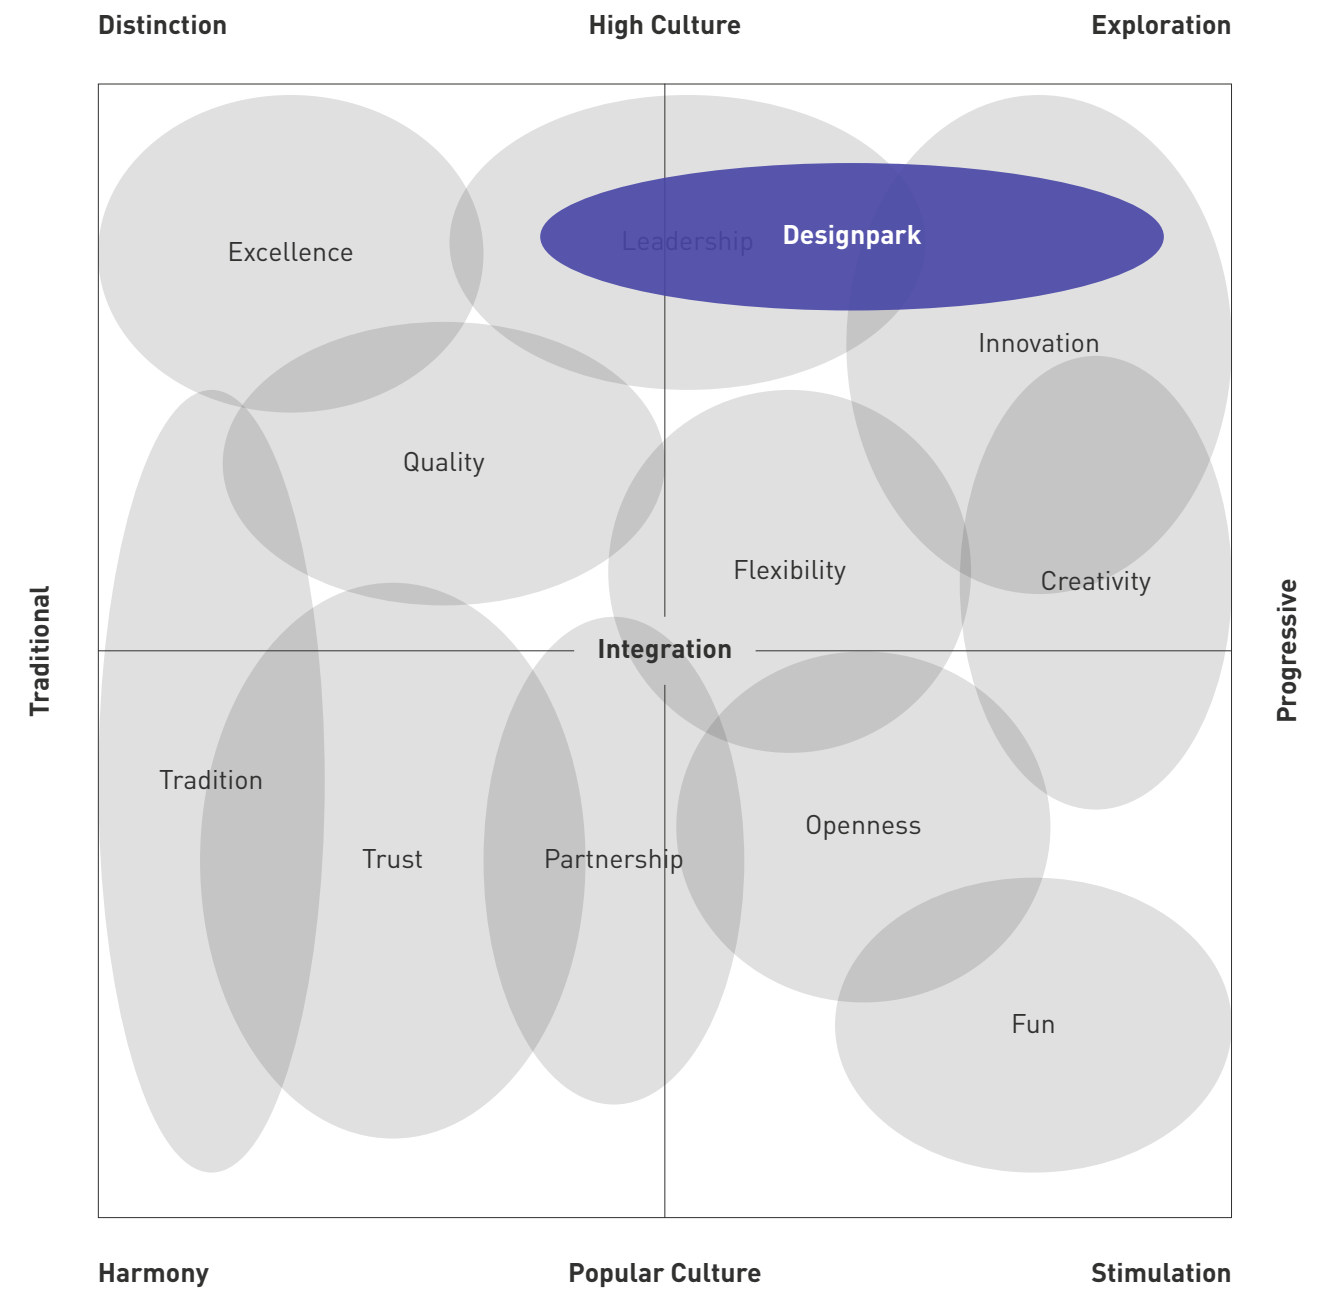 Distinction
High Culture
Exploration
Excellence
Leadership
Designpark
Innovation
Quality
Flexibility
Creativity
Traditional
Integration
Progressive
Tradition
Trust
Partnership
Openness
Fun
Harmony
Popular Culture
Stimulation